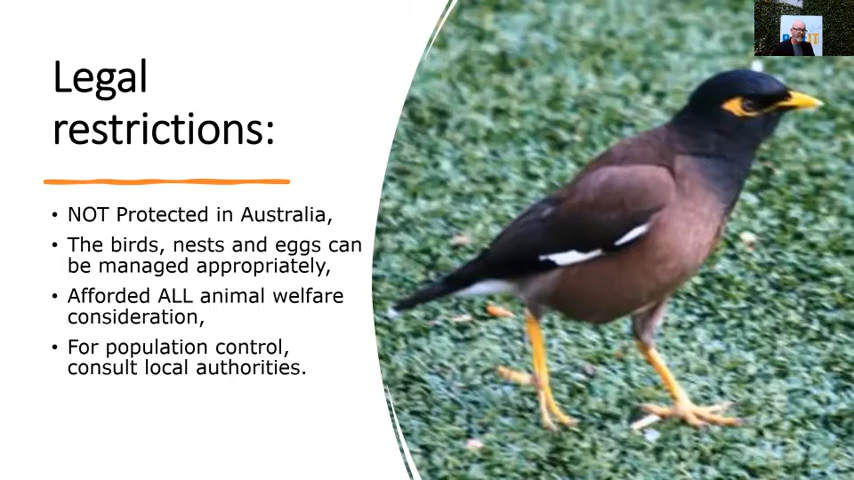 Legal
restrictions:
• NOT Protected in Australia,
• The birds, nests and eggs can
be managed appropriately,
• Afforded ALL animal welfare
consideration,
• For population control,
consult local authorities.